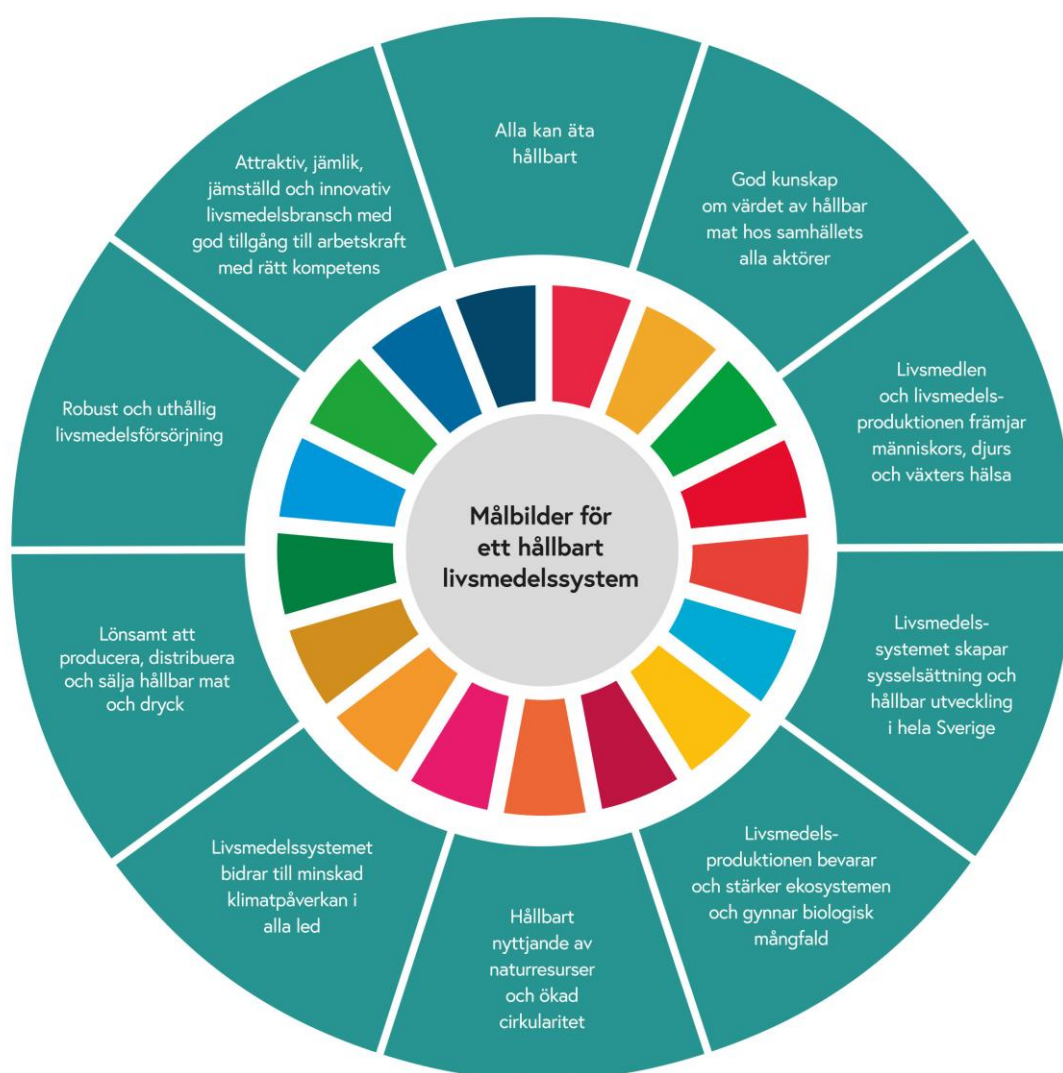 Alla kan äta
hållbart
God kunskap
om värdet av hållbar
mat hos samhällets
alla aktörer
Livsmedlen
och livsmedels-
produktionen främjar
människors, djurs
och växters hälsa
Livsmedels-
systemet skapar
sysselsättning och
hållbar utveckling
i hela Sverige
Livsmedels-
produktionen bevarar
och stärker ekosystemen
och gynnar biologisk
mångfald
Hållbart
nyttjande av
naturresurser
och ökad
cirkularitet
Livsmedelssystemet
bidrar till minskad
klimatpåverkan i
alla led
Lönsamt att
producera, distribuera
och sälja hållbar mat
och dryck
Robust och uthållig
livsmedelsförsörjning
Attraktiv, jämlik,
jämställd och innovativ
livsmedelsbransch med
god tillgång till arbetskraft
med rätt kompetens
Målbilder för
ett hållbart
livsmedelssystem